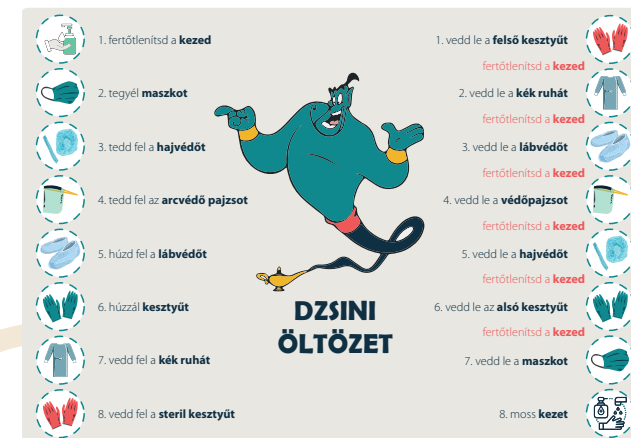 1. fertőtlenítsd a kezed
2. tegyél maszkot
3. tedd fel a hajvédőt
4. tedd fel az arcvédő pajzsot
5. húzd fel a lábvédőt
6. húzzál kesztyűt
7. vedd fel a kék ruhát
8. vedd fel a steril kesztyűt
DZSINI
ÖLTÖZET
1. vedd le a felső kesztyűt
fertőtlenítsd a kezed
2. vedd le a kék ruhát
fertőtlenítsd a kezed
3. vedd le a lábvédőt
fertőtlenítsd a kezed
4. vedd le a védőpajzsot
fertőtlenítsd a kezed
5. vedd le a hajvédőt
fertőtlenítsd a kezed
6. vedd le az alsó kesztyűt
fertőtlenítsd a kezed
7. vedd le a maszkot
8. moss kezet